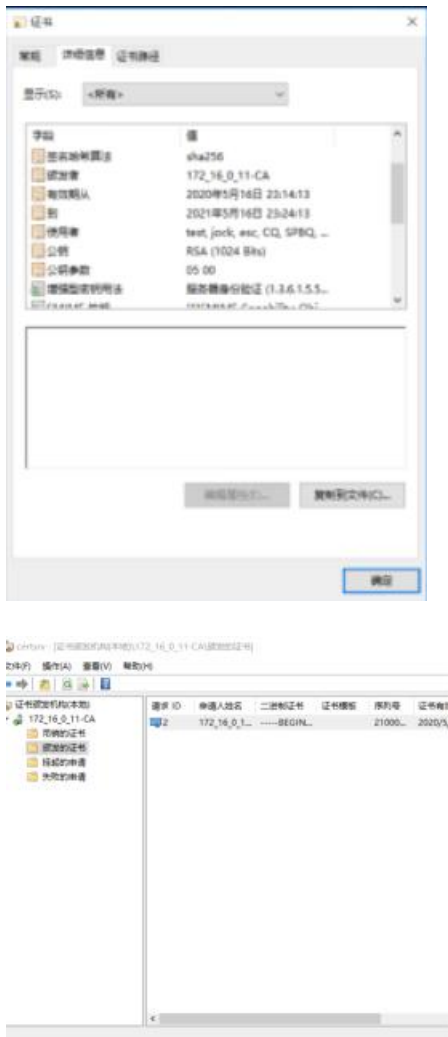 证书
常规 详细信息 证书路径
显示(S): <所有>
字段 值
签名哈希算法 sha256
颁发者 172_16_0_11-CA
有效期从 2020年5月16日 23:14:13
到 2021年5月16日 23:24:13
使用者 test, jock, esc, CQ, SPBQ, ...
公钥 RSA (1024 Bits)
公钥参数 05 00
增强型密钥用法 服务器身份验证 (1.3.6.1.5.5...
复制到文件(C)...
确定
certsrv - [证书颁发机构(本地)\172_16_0_11-CA\颁发的证书]
文件(F) 操作(A) 查看(V) 帮助(H)
证书颁发机构(本地)
172_16_0_11-CA
吊销的证书
颁发的证书
挂起的申请
失败的申请
请求 ID 申请人姓名 二进制证书 证书模板 序列号 证书有效
2 172_16_0_1... -----BEGIN... 21000... 2020/5,